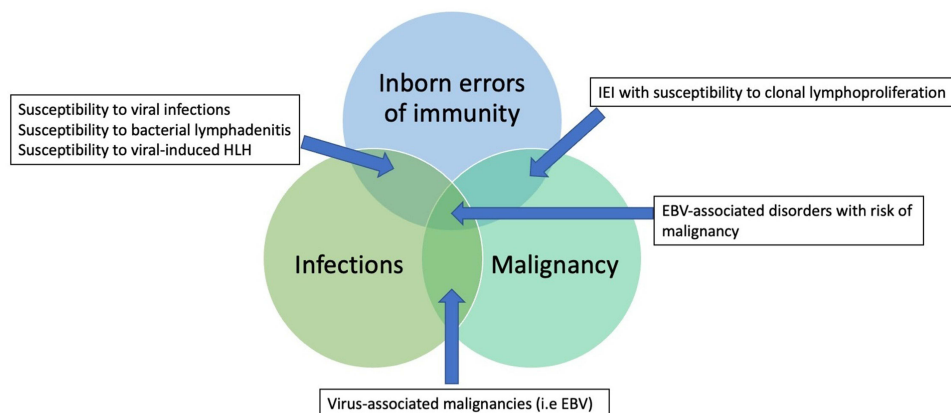 Inborn errors
of immunity
Susceptibility to viral infections
Susceptibility to bacterial lymphadenitis
Susceptibility to viral-induced HLH
IEI with susceptibility to clonal lymphoproliferation
EBV-associated disorders with risk of
malignancy
Infections
Malignancy
Virus-associated malignancies (i.e EBV)